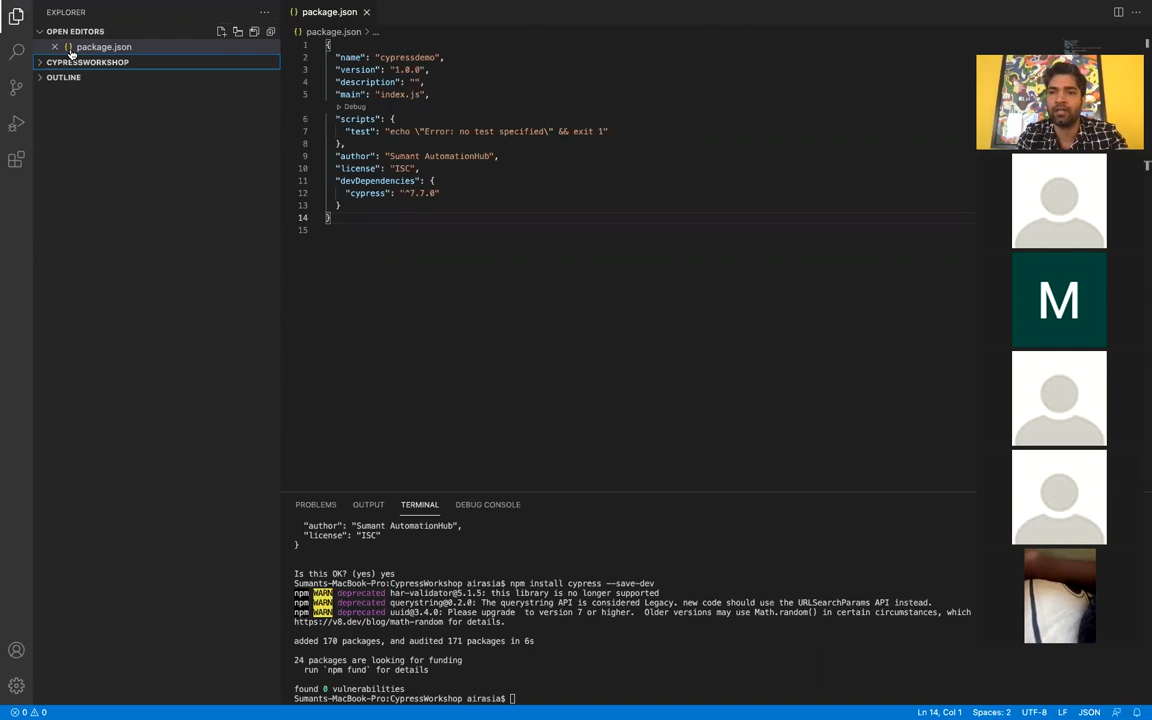 EXPLORER
OPEN EDITORS
{} package.json
CYPRESSWORKSHOP
OUTLINE
{} package.json
{} package.json > ...
1 {
2 "name": "cypressdemo",
3 "version": "1.0.0",
4 "description": "",
5 "main": "index.js",
Debug
6 "scripts": {
7 "test": "echo \"Error: no test specified\" && exit 1"
8 },
9 "author": "Sumant AutomationHub",
10 "license": "ISC",
11 "devDependencies": {
12 "cypress": "^7.7.0"
13 }
14 }
15
PROBLEMS OUTPUT TERMINAL DEBUG CONSOLE
"author": "Sumant AutomationHub",
"license": "ISC"
}
Is this OK? (yes) yes
Sumants-MacBook-Pro:CypressWorkshop airasia$ npm install cypress --save-dev
npm WARN deprecated har-validator@5.1.5: this library is no longer supported
npm WARN deprecated querystring@0.2.0: The querystring API is considered Legacy. new code should use the URLSearchParams API instead.
npm WARN deprecated uuid@3.4.0: Please upgrade to version 7 or higher. Older versions may use Math.random() in certain circumstances, which
https://v8.dev/blog/math-random for details.
added 170 packages, and audited 171 packages in 6s
24 packages are looking for funding
run `npm fund` for details
found 0 vulnerabilities
Sumants-MacBook-Pro:CypressWorkshop airasia$
M
0 0 Ln 14, Col 1 Spaces: 2 UTF-8 LF JSON